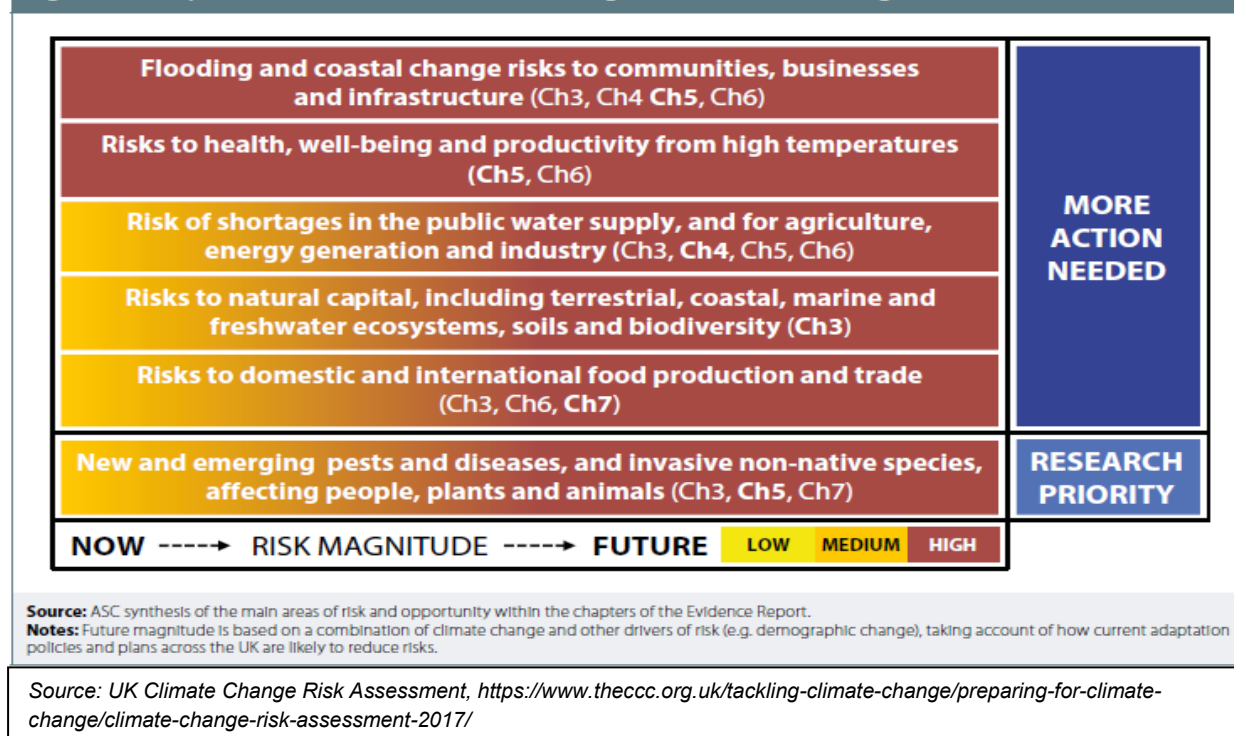 Flooding and coastal change risks to communities, businesses
and infrastructure (Ch3, Ch4 Ch5, Ch6)
Risks to health, well-being and productivity from high temperatures
(Ch5, Ch6)
Risk of shortages in the public water supply, and for agriculture,
energy generation and industry (Ch3, Ch4, Ch5, Ch6)
Risks to natural capital, including terrestrial, coastal, marine and
freshwater ecosystems, soils and biodiversity (Ch3)
Risks to domestic and international food production and trade
(Ch3, Ch6, Ch7)
MORE
ACTION
NEEDED
New and emerging pests and diseases, and invasive non-native species,
affecting people, plants and animals (Ch3, Ch5, Ch7)
RESEARCH
PRIORITY
NOW -----→ RISK MAGNITUDE -----→ FUTURE LOW MEDIUM HIGH
Source: ASC synthesis of the main areas of risk and opportunity within the chapters of the Evidence Report.
Notes: Future magnitude is based on a combination of climate change and other drivers of risk (e.g. demographic change), taking account of how current adaptation
policies and plans across the UK are likely to reduce risks.
Source: UK Climate Change Risk Assessment, https://www.theccc.org.uk/tackling-climate-change/preparing-for-climate-
change/climate-change-risk-assessment-2017/